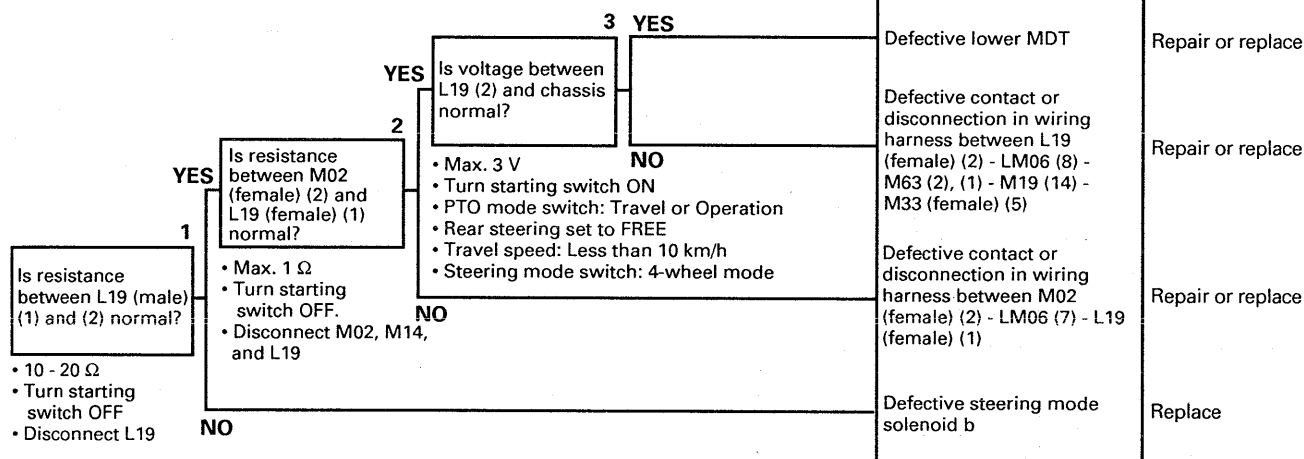 1
Is resistance
between L19 (male)
(1) and (2) normal?
• 10 - 20 Ω
• Turn starting
switch OFF
• Disconnect L19
YES
NO
2
Is resistance
between M02
(female) (2) and
L19 (female) (1)
normal?
• Max. 1 Ω
• Turn starting
switch OFF.
• Disconnect M02, M14,
and L19
YES
NO
3
Is voltage between
L19 (2) and chassis
normal?
• Max. 3 V
• Turn starting switch ON
• PTO mode switch: Travel or Operation
• Rear steering set to FREE
• Travel speed: Less than 10 km/h
• Steering mode switch: 4-wheel mode
YES
NO
Defective lower MDT
Repair or replace
Defective contact or
disconnection in wiring
harness between L19
(female) (2) - LM06 (8) -
M63 (2), (1) - M19 (14) -
M33 (female) (5)
Repair or replace
Defective contact or
disconnection in wiring
harness between M02
(female) (2) - LM06 (7) - L19
(female) (1)
Repair or replace
Defective steering mode
solenoid b
Replace